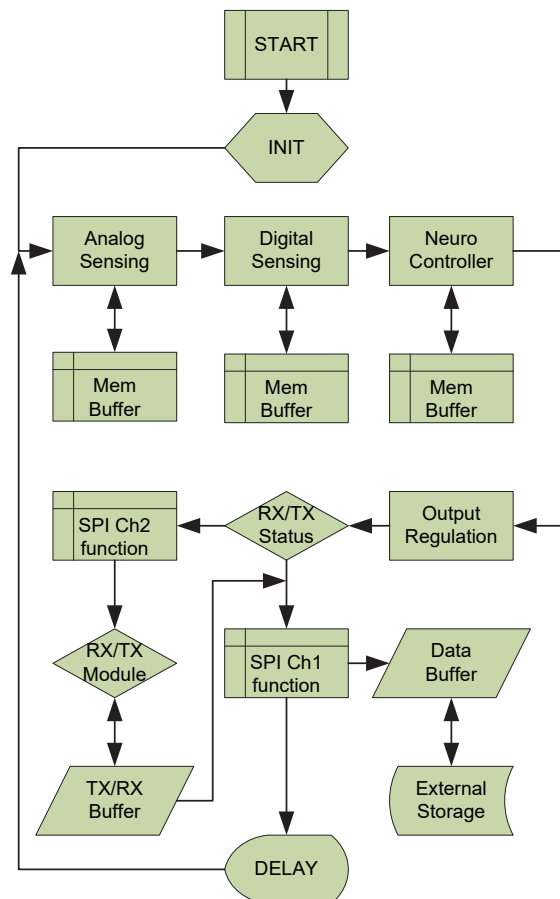 START
INIT
Analog
Sensing
Digital
Sensing
Neuro
Controller
Mem
Buffer
Mem
Buffer
Mem
Buffer
SPI Ch2
function
RX/TX
Status
Output
Regulation
RX/TX
Module
SPI Ch1
function
Data
Buffer
TX/RX
Buffer
External
Storage
DELAY